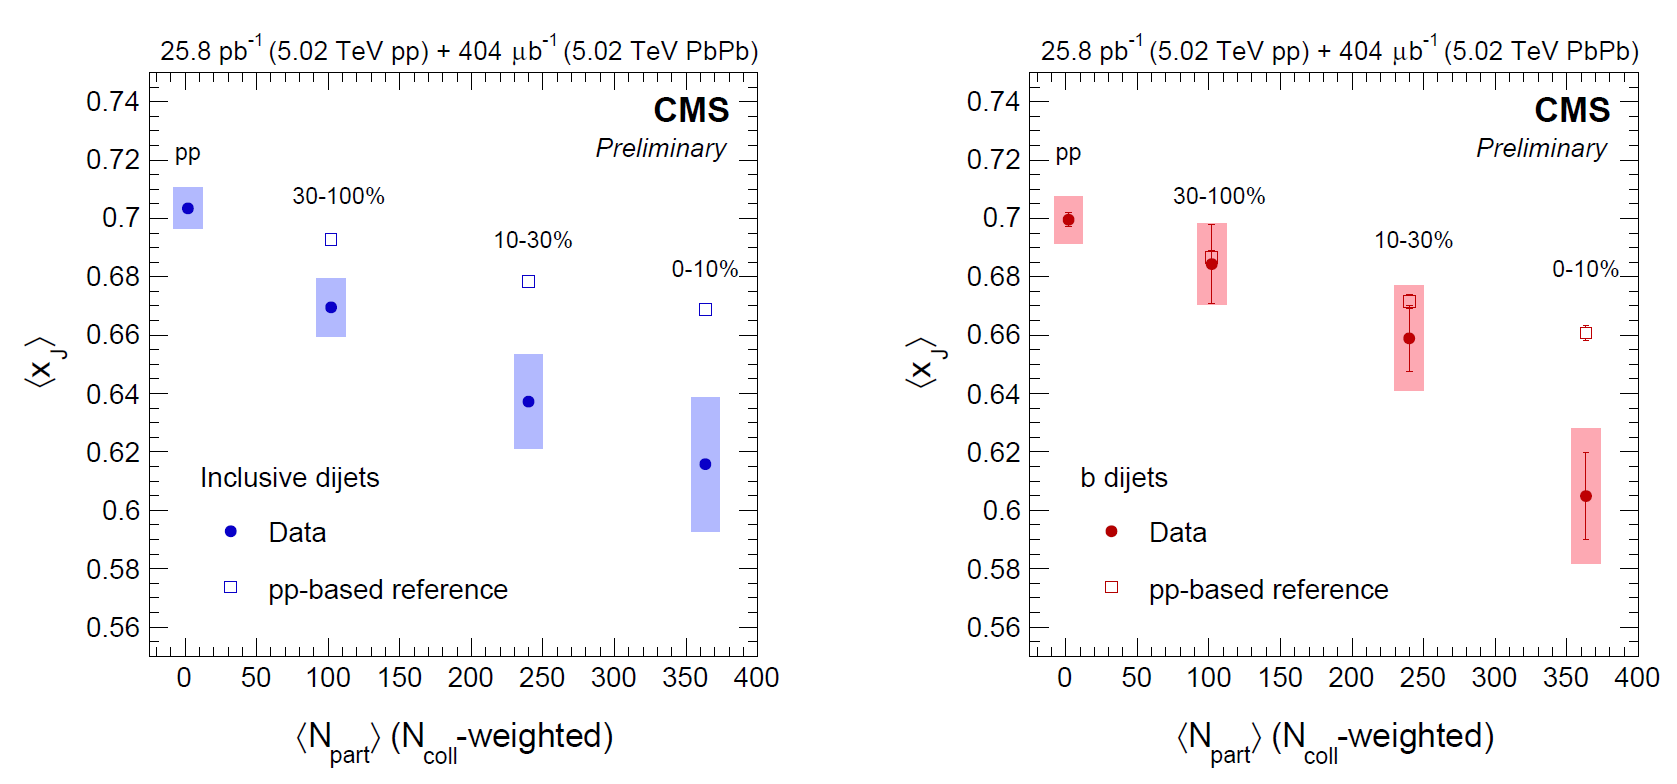 25.8 pb⁻¹ (5.02 TeV pp) + 404 μb⁻¹ (5.02 TeV PbPb)
CMS
Preliminary
0.74
0.72
0.7
0.68
0.66
0.64
0.62
0.6
0.58
0.56
⟨x_J⟩
pp
30-100%
10-30%
0-10%
Inclusive dijets
Data
pp-based reference
0 50 100 150 200 250 300 350 400
⟨N_part⟩ (N_coll-weighted)
25.8 pb⁻¹ (5.02 TeV pp) + 404 μb⁻¹ (5.02 TeV PbPb)
CMS
Preliminary
0.74
0.72
0.7
0.68
0.66
0.64
0.62
0.6
0.58
0.56
⟨x_J⟩
pp
30-100%
10-30%
0-10%
b dijets
Data
pp-based reference
0 50 100 150 200 250 300 350 400
⟨N_part⟩ (N_coll-weighted)